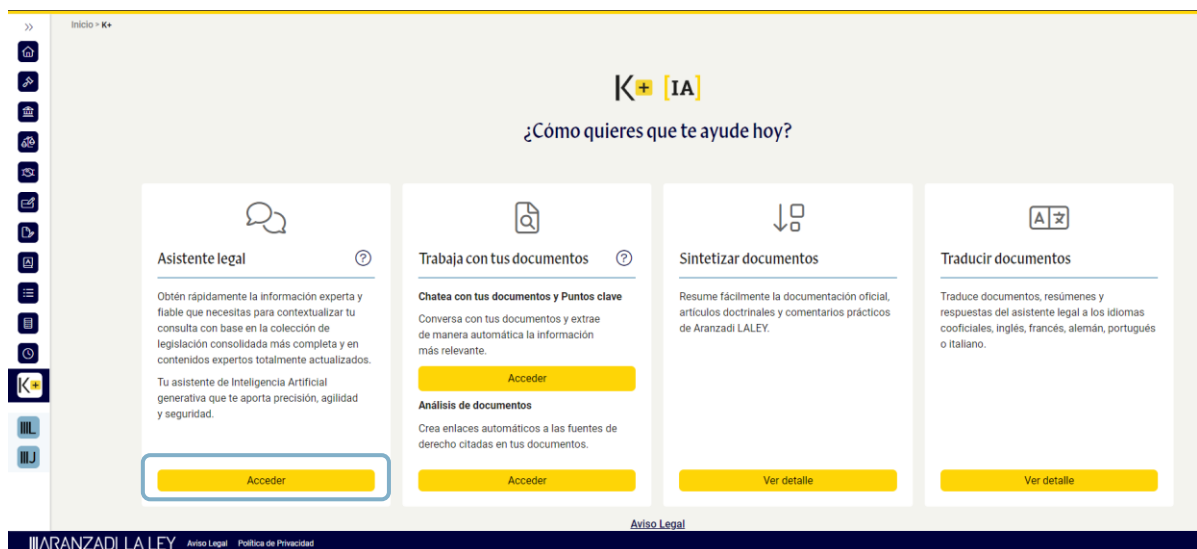 Inicio > K+
K+ [IA]
¿Cómo quieres que te ayude hoy?
Asistente legal
?
Obtén rápidamente la información experta y
fiable que necesitas para contextualizar tu
consulta con base en la colección de
legislación consolidada más completa y en
contenidos expertos totalmente actualizados.
Tu asistente de Inteligencia Artificial
generativa que te aporta precisión, agilidad
y seguridad.
Acceder
Trabaja con tus documentos
?
Chatea con tus documentos y Puntos clave
Conversa con tus documentos y extrae
de manera automática la información
más relevante.
Acceder
Análisis de documentos
Crea enlaces automáticos a las fuentes de
derecho citadas en tus documentos.
Acceder
Sintetizar documentos
Resume fácilmente la documentación oficial,
artículos doctrinales y comentarios prácticos
de Aranzadi LALEY.
Ver detalle
A
Traducir documentos
Traduce documentos, resúmenes y
respuestas del asistente legal a los idiomas
cooficiales, inglés, francés, alemán, portugués
o italiano.
Ver detalle
K+
L
J
Aviso Legal
ARANZADI LA LEY Aviso Legal Política de Privacidad